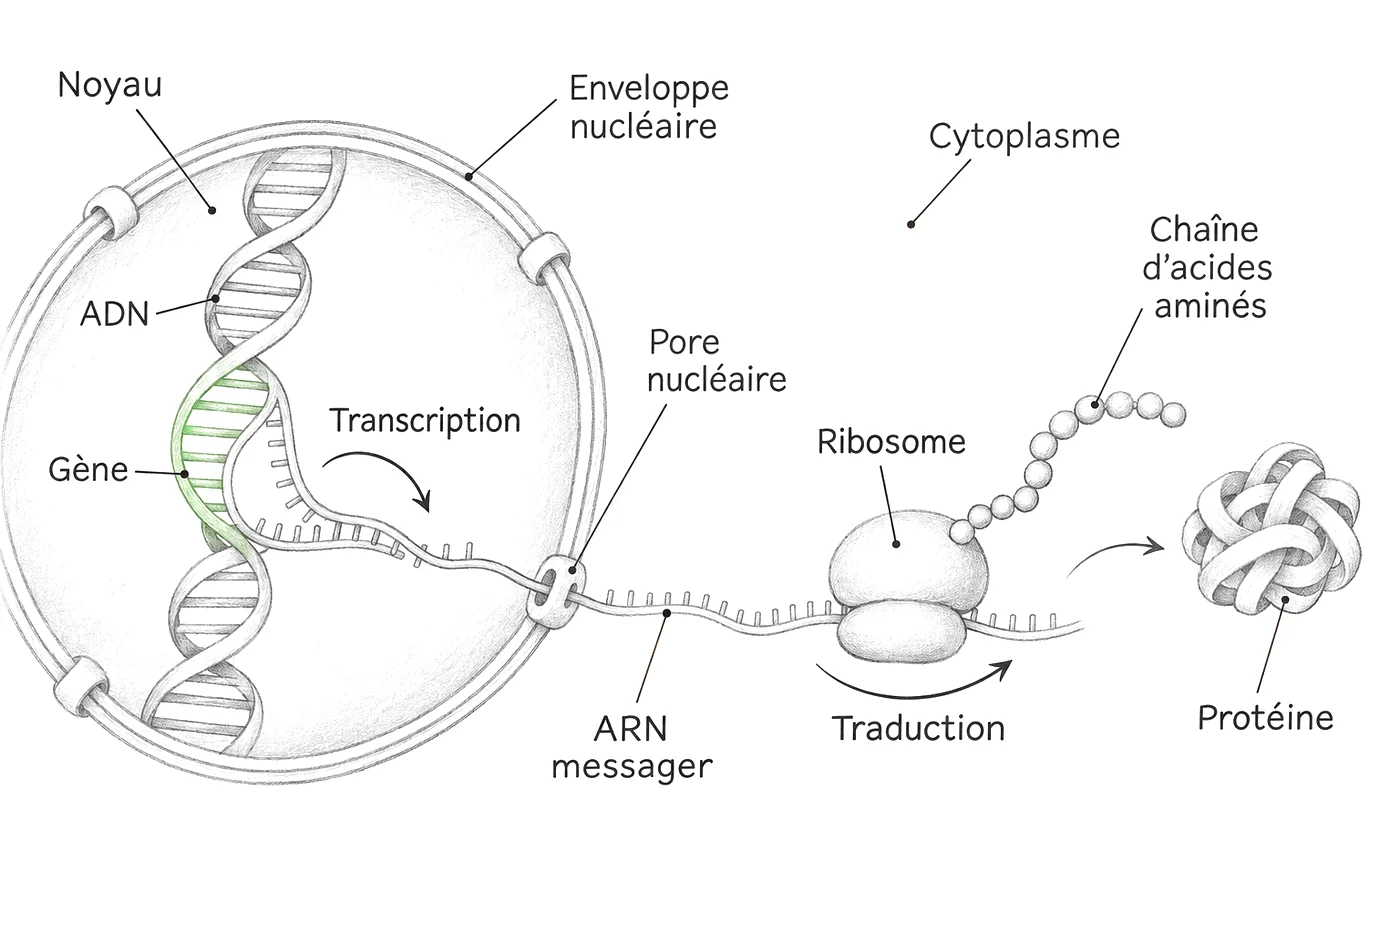 Noyau
Enveloppe
nucléaire
Cytoplasme
Chaîne
d'acides
aminés
ADN
Pore
nucléaire
Transcription
Ribosome
Gène
ARN
messager
Traduction
Protéine